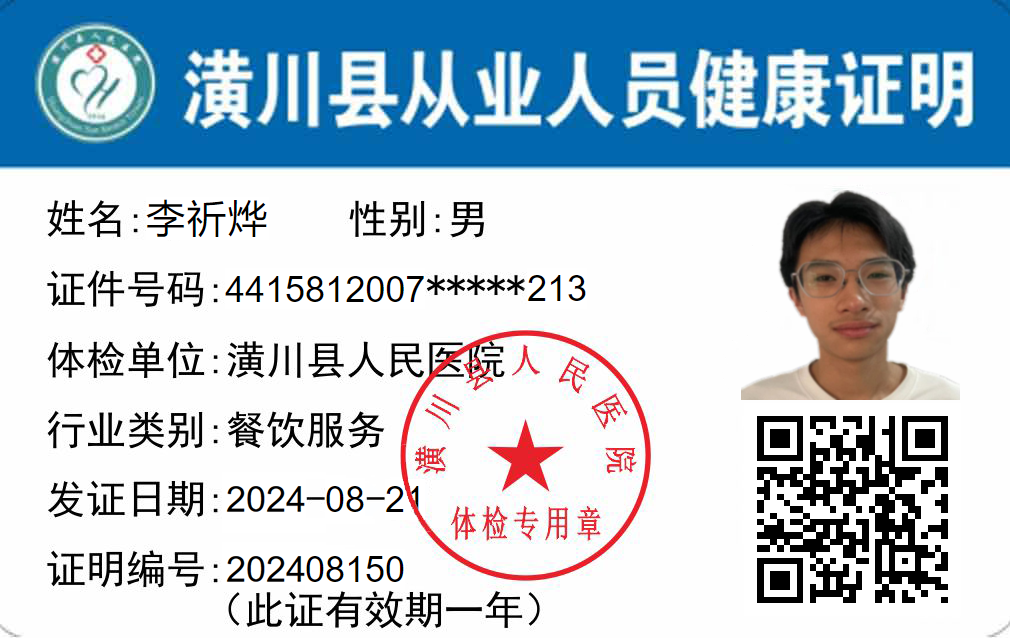 潢川县从业人员健康证明
姓名:李祈烨 性别:男
证件号码:4415812007*****213
体检单位:潢川县人民医院
行业类别:餐饮服务
发证日期:2024-08-21
证明编号:202408150
(此证有效期一年)
潢川县人民医院
体检专用章